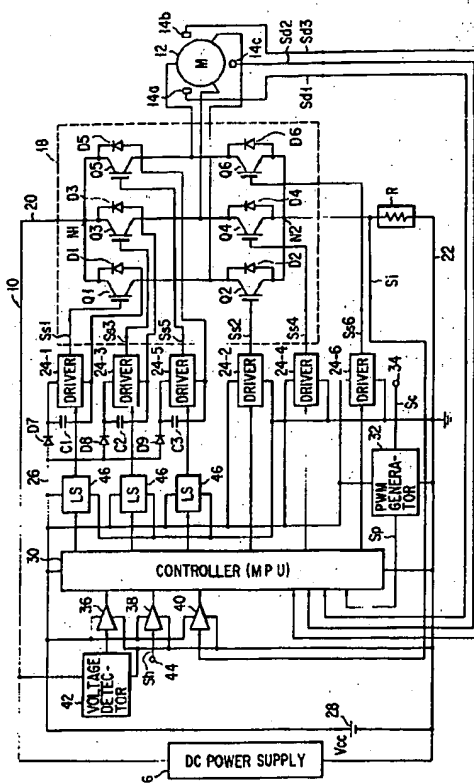 14b
12
M
14c
14a
Sd3
Sd2
Sd1
18
20
10
D5
Q5
D6
Q6
D3
N1
Q3
D4
Q4
N2
D1
Q1
D2
Q2
R
22
Si
Ss1
Ss3
Ss5
Ss2
Ss4
Ss6
24-1
DRIVER
24-3
DRIVER
24-5
DRIVER
24-2
DRIVER
24-4
DRIVER
24-6
DRIVER
D7
C1
D8
C2
D9
C3
34
Sc
32
PWM GENERA-
TOR
Sp
26
LS
46
LS
46
LS
46
30
CONTROLLER (MPU)
36
38
40
42
VOLTAGE
DETEC-
TOR
Sh
44
28
Vcc
6
DC POWER SUPPLY